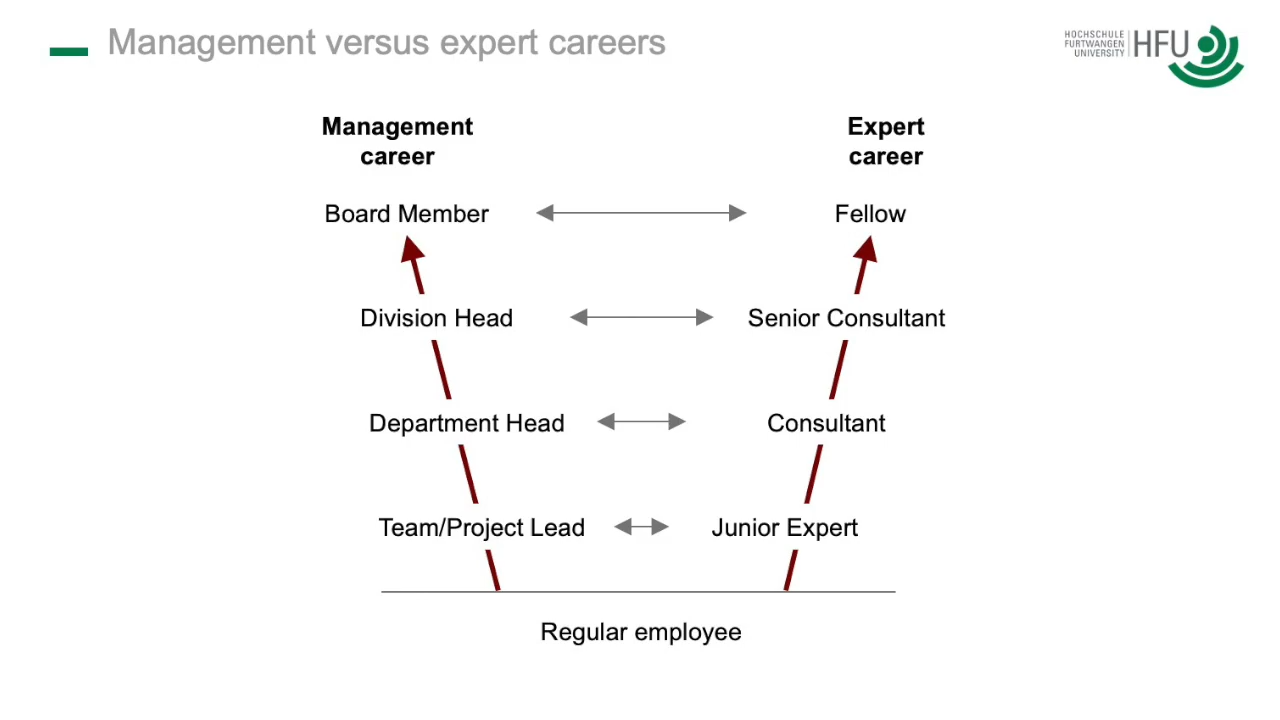 Management versus expert careers
HOCHSCHULE
FURTWANGEN
UNIVERSITY
HFU
Management
career
Expert
career
Board Member
Fellow
Division Head
Senior Consultant
Department Head
Consultant
Team/Project Lead
Junior Expert
Regular employee